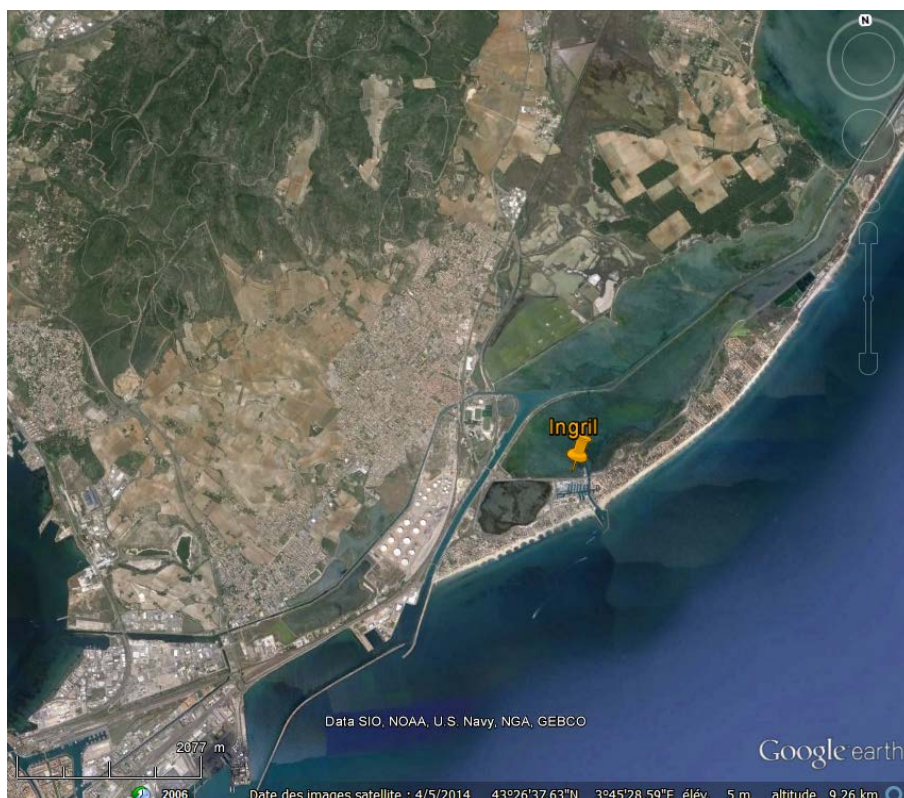 N
Ingril
Data SIO, NOAA, U.S. Navy, NGA, GEBCO
2077 m
Google earth
2006
Date des images satellite : 4/5/2014 43°26'37.63"N 3°45'28.59"E élév. 5 m altitude 9.26 km